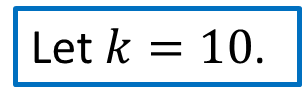 Let k = 10.